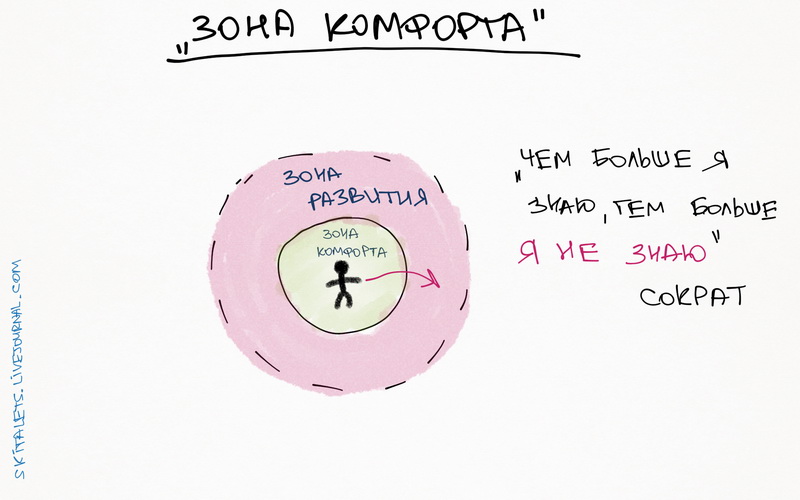 „ЗОНА КОМФОРТА"
ЗОНА
РАЗВИТИЯ
ЗОНА
КОМФОРТА
„ЧЕМ БОЛЬШЕ Я
ЗНАЮ, ТЕМ БОЛЬШЕ
Я НЕ ЗНАЮ"
СОКРАТ
SKITALETS.LIVEJOURNAL.COM